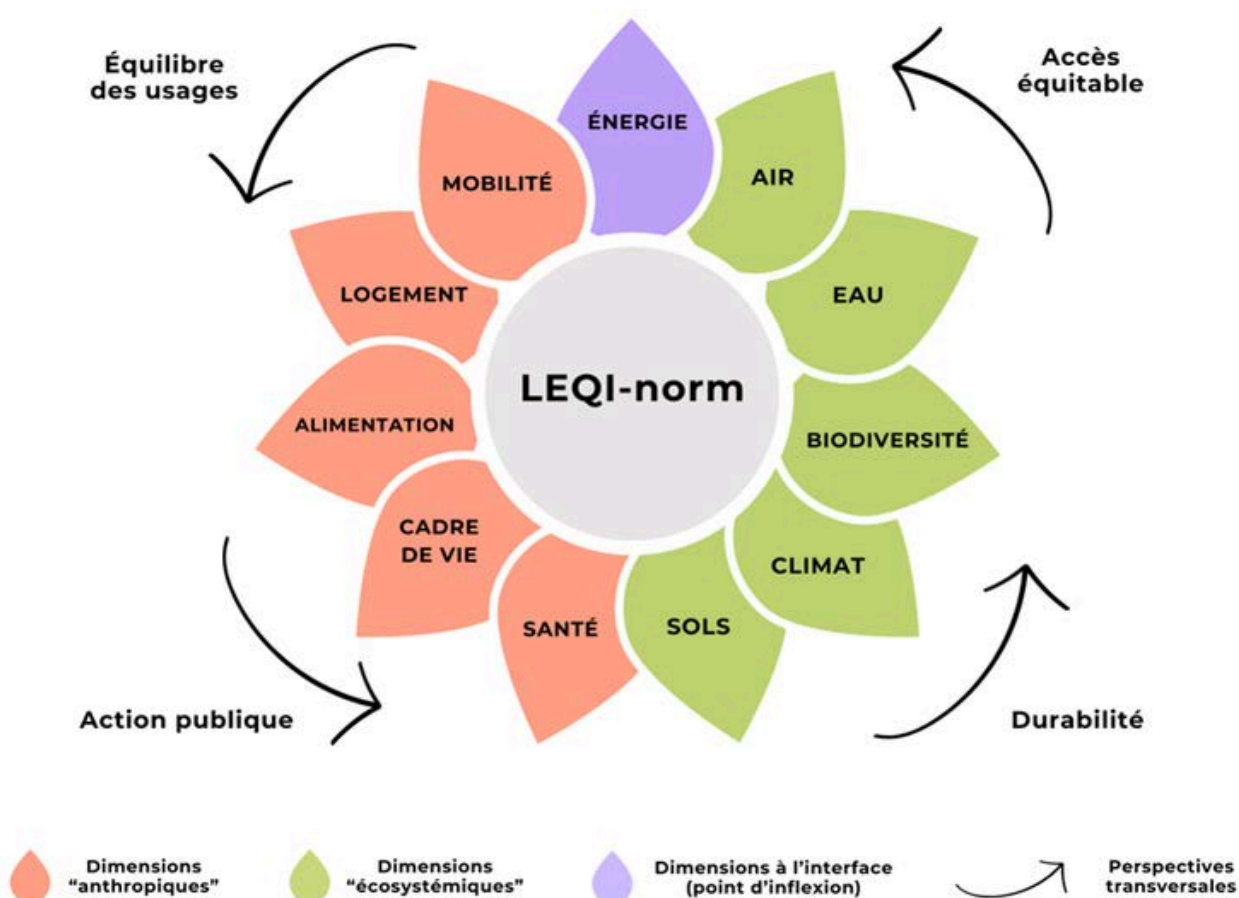 Équilibre
des usages
Accès
équitable
ÉNERGIE
MOBILITÉ
AIR
LOGEMENT
EAU
LEQI-norm
ALIMENTATION
BIODIVERSITÉ
CADRE
DE VIE
CLIMAT
SANTÉ
SOLS
Action publique
Durabilité
Dimensions
“anthropiques”
Dimensions
“écosystémiques”
Dimensions à l’interface
(point d’inflexion)
Perspectives
transversales